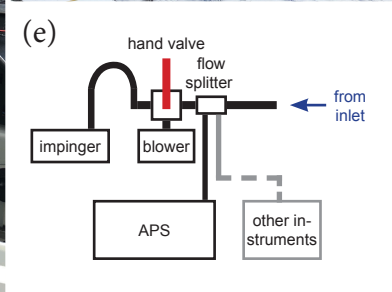 (e)
hand valve
flow
splitter
from
inlet
impinger
blower
APS
other in-
struments